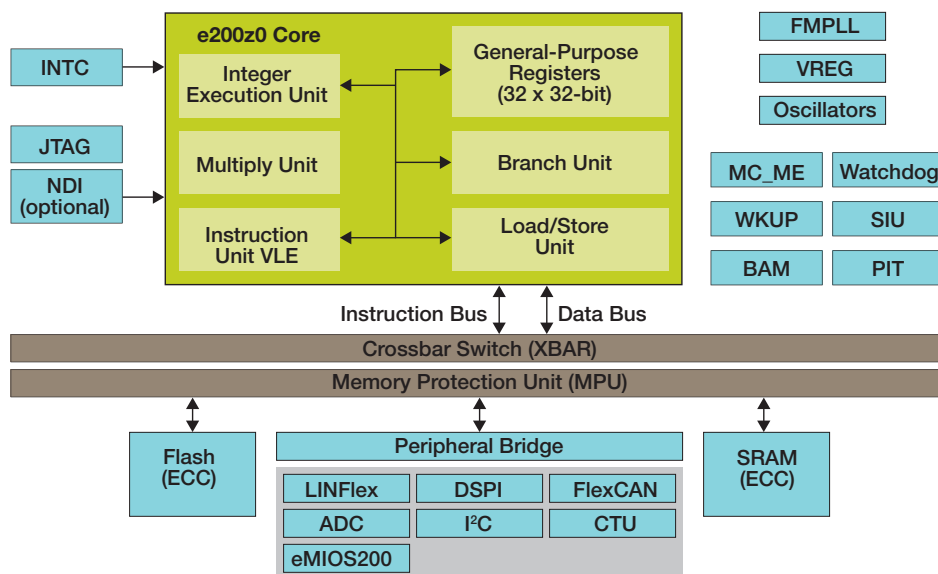 e200z0 Core
INTC
JTAG
NDI
(optional)
Integer
Execution Unit
Multiply Unit
Instruction
Unit VLE
General-Purpose
Registers
(32 x 32-bit)
Branch Unit
Load/Store
Unit
FMPLL
VREG
Oscillators
MC_ME
Watchdog
WKUP
SIU
BAM
PIT
Instruction Bus
Data Bus
Crossbar Switch (XBAR)
Memory Protection Unit (MPU)
Flash
(ECC)
Peripheral Bridge
LINFlex
DSPI
FlexCAN
ADC
I²C
CTU
eMIOS200
SRAM
(ECC)